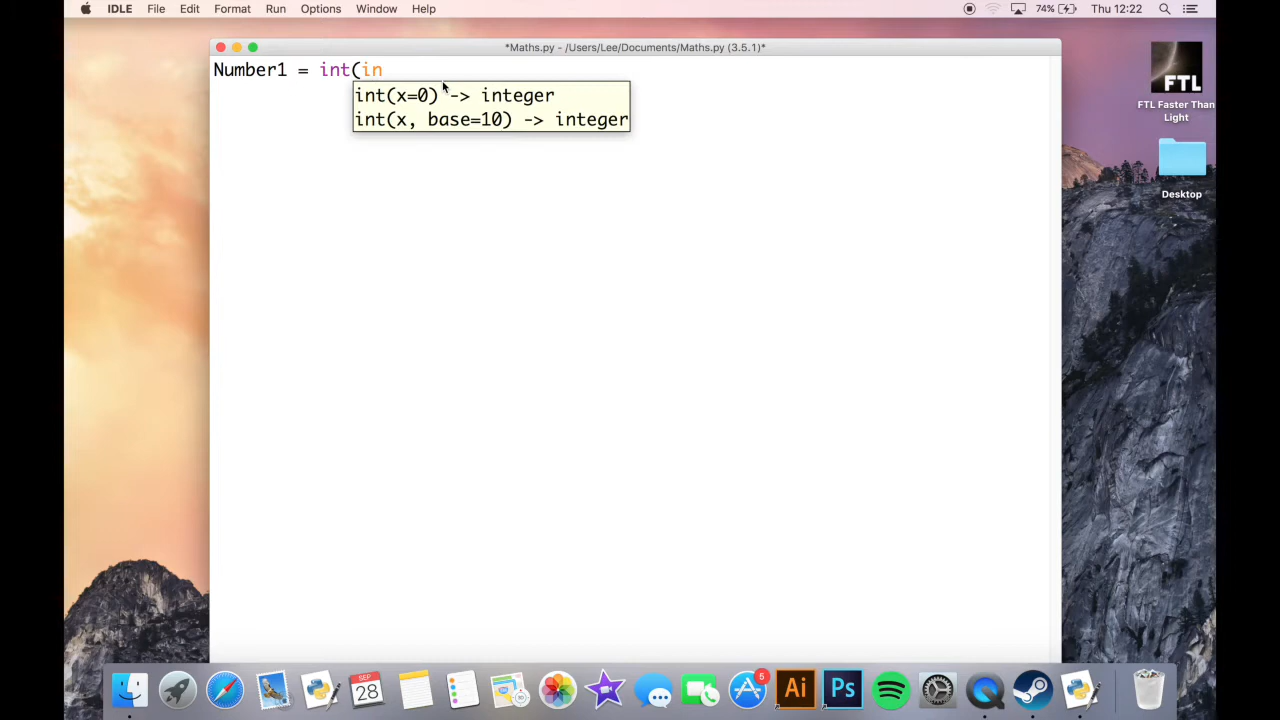 IDLE File Edit Format Run Options Window Help 74% Thu 12:22
*Maths.py - /Users/Lee/Documents/Maths.py (3.5.1)*
Number1 = int(in
int(x=0) -> integer
int(x, base=10) -> integer
FTL
FTL Faster Than
Light
Desktop
SEP
28
5
Ai
Ps